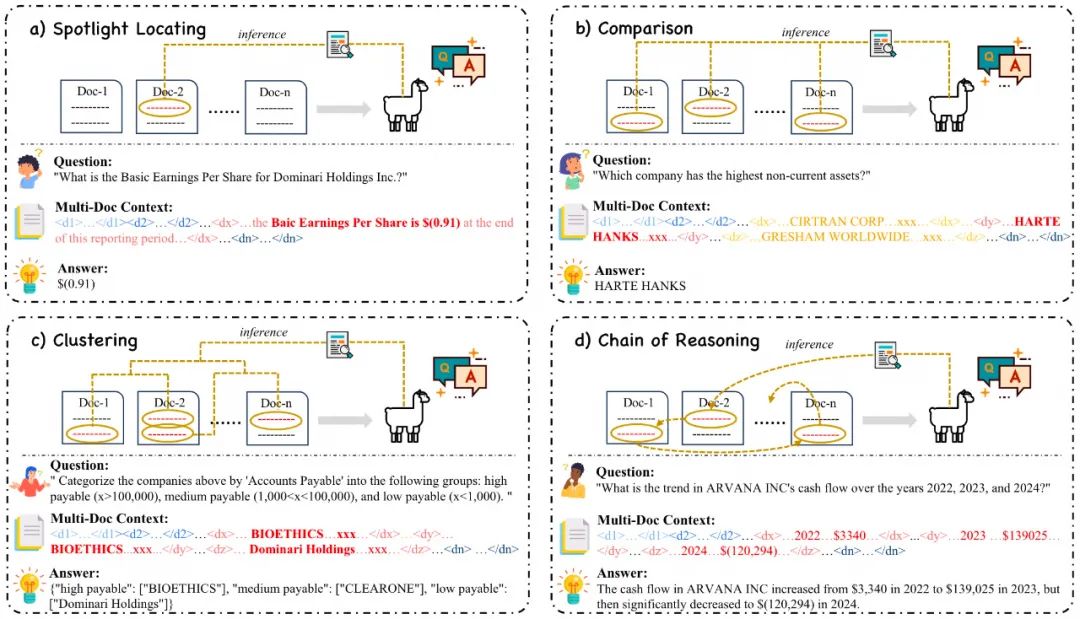 a) Spotlight Locating
inference
Q
A
Doc-1
Doc-2
Doc-n
Question:
"What is the Basic Earnings Per Share for Dominari Holdings Inc.?"
Multi-Doc Context:
<d1>…</d1><d2>…</d2>…<dx>…the Baic Earnings Per Share is $(0.91) at the end
of this reporting period…</dx>…<dn>…</dn>
Answer:
$(0.91)
b) Comparison
inference
Q
A
Doc-1
Doc-2
Doc-n
Question:
"Which company has the highest non-current assets?"
Multi-Doc Context:
<d1>…</d1><d2>…</d2>…<dx>…CIRTRAN CORP…xxx…</dx>…<dy>…HARTE
HANKS…xxx...</dy>…<dz>…GRESHAM WORLDWIDE…xxx…</dz>…<dn>…</dn>
Answer:
HARTE HANKS
c) Clustering
inference
Q
A
Doc-1
Doc-2
Doc-n
Question:
" Categorize the companies above by 'Accounts Payable' into the following groups: high
payable (x>100,000), medium payable (1,000<x<100,000), and low payable (x<1,000). "
Multi-Doc Context:
<d1>…</d1><d2>…</d2>…<dx>… BIOETHICS…xxx …</dx>…<dy>…
BIOETHICS…xxx…</dy>…<dz>… Dominari Holdings…xxx…</dz>…<dn> …</dn>
Answer:
{"high payable": ["BIOETHICS"], "medium payable": ["CLEARONE"], "low payable":
["Dominari Holdings"]}
d) Chain of Reasoning
inference
Q
A
Doc-1
Doc-2
Doc-n
Question:
"What is the trend in ARVANA INC's cash flow over the years 2022, 2023, and 2024?"
Multi-Doc Context:
<d1>…</d1><d2>…</d2>…<dx>…2022…$3340…</dx>…<dy>…2023 …$139025…
</dy>…<dz>…2024…$(120,294)…</dz>…<dn>…</dn>
Answer:
The cash flow in ARVANA INC increased from $3,340 in 2022 to $139,025 in 2023, but
then significantly decreased to $(120,294) in 2024.